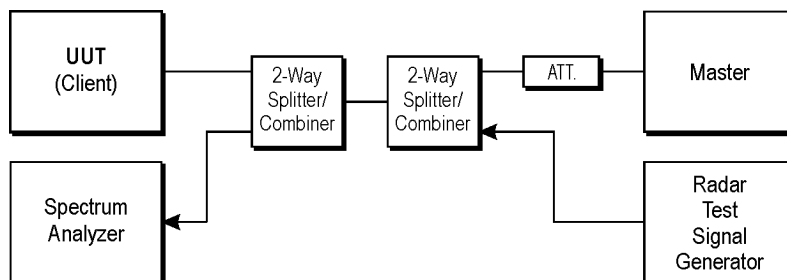 UUT
(Client)
2-Way
Splitter/
Combiner
2-Way
Splitter/
Combiner
ATT.
Master
Spectrum
Analyzer
Radar
Test
Signal
Generator